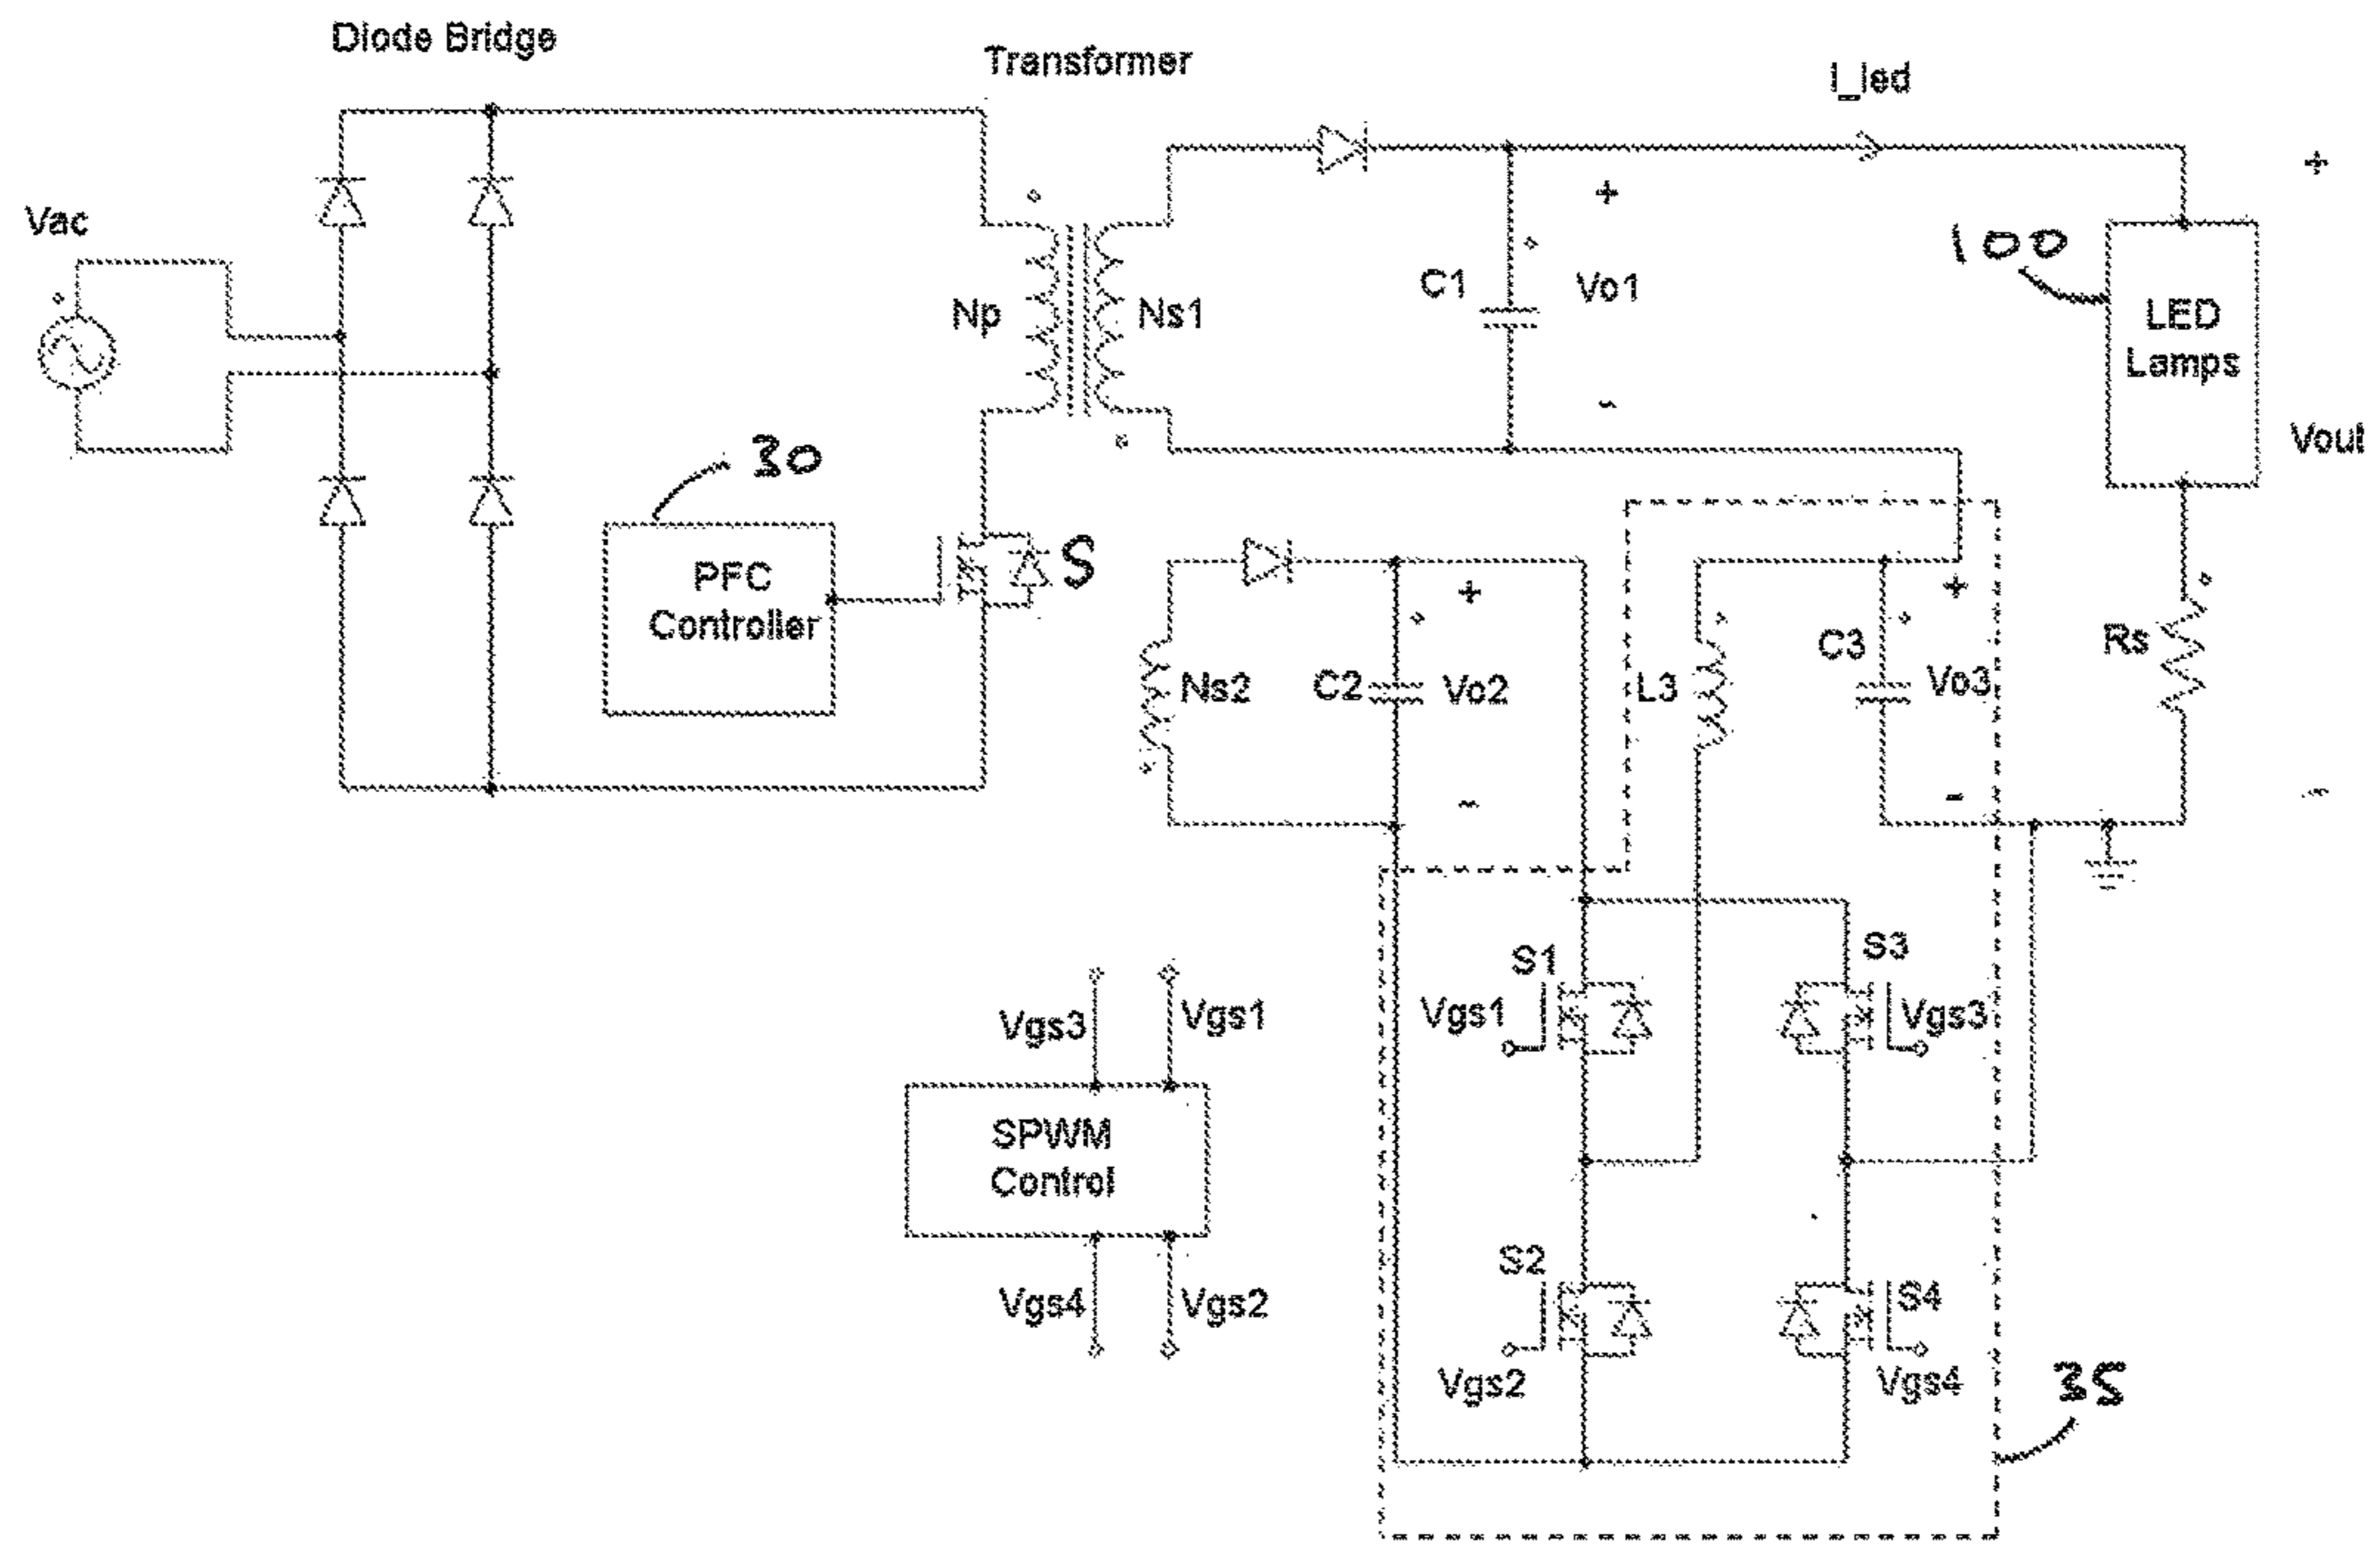 Diode Bridge
Transformer
I_led
+
+
Vac
100
C1
Vo1
Np
Ns1
LED
Lamps
-
Vout
30
S
PFC
Controller
+
+
C3
Rs
Ns2
C2
Vo2
L3
Vo3
-
-
-
S1
S3
Vgs3
Vgs1
Vgs1
Vgs3
SPWM
Control
S2
S4
Vgs4
Vgs2
Vgs2
Vgs4
35